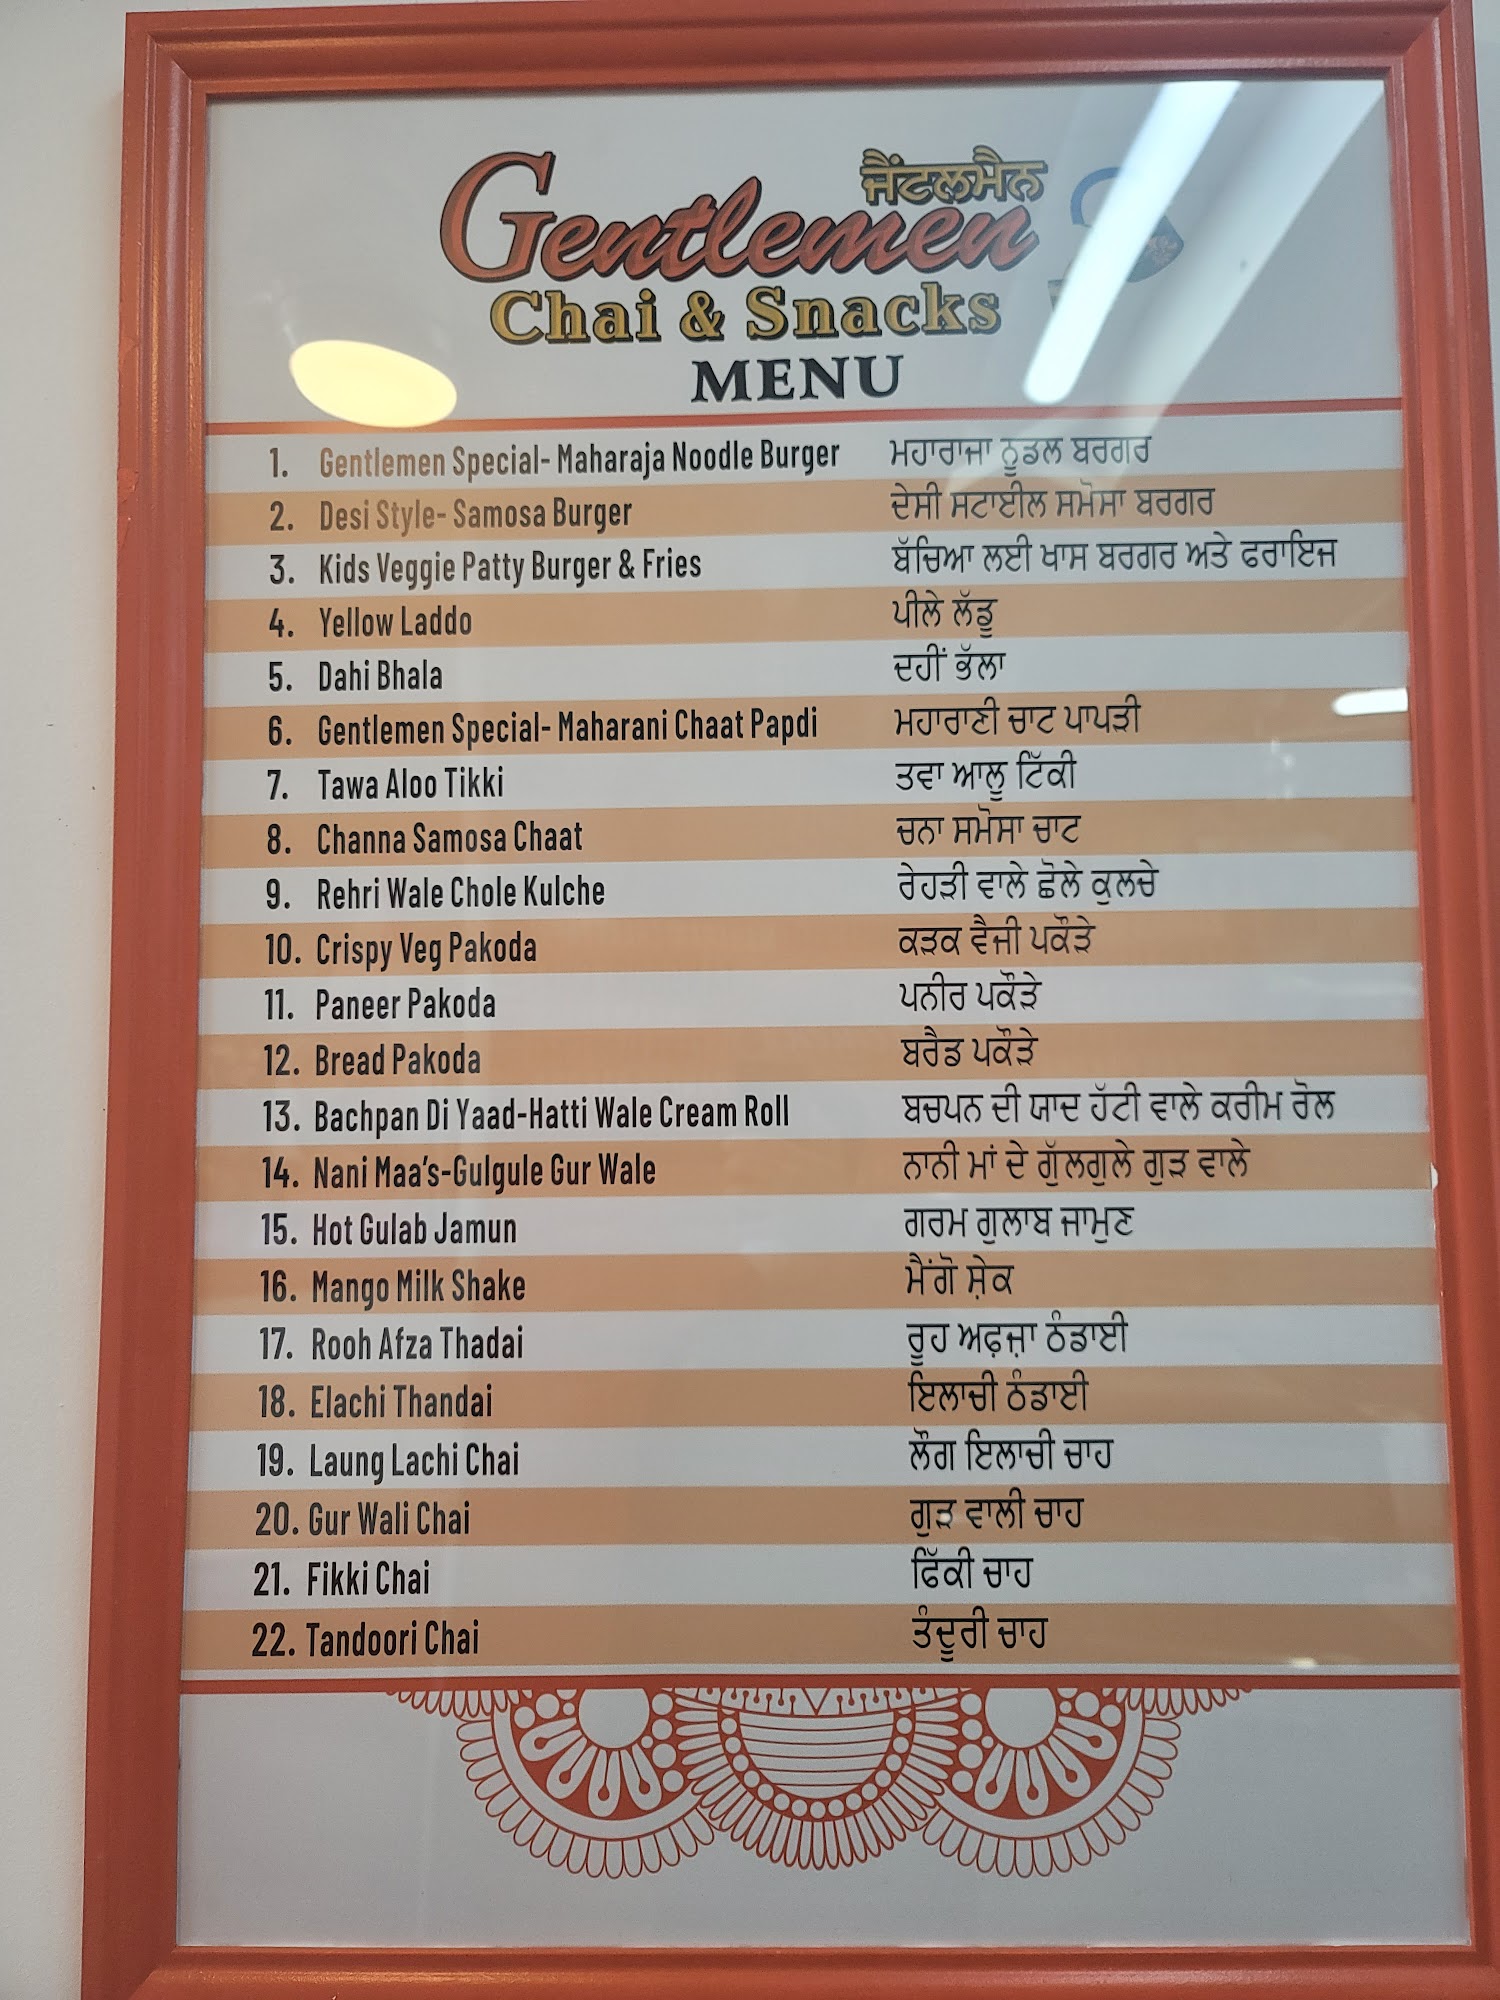 ਜੈਂਟਲਮੈਨ
Gentlemen
Chai & Snacks
MENU
1. Gentlemen Special- Maharaja Noodle Burger ਮਹਾਰਾਜਾ ਨੂਡਲ ਬਰਗਰ
2. Desi Style- Samosa Burger ਦੇਸੀ ਸਟਾਈਲ ਸਮੋਸਾ ਬਰਗਰ
3. Kids Veggie Patty Burger & Fries ਬੱਚਿਆ ਲਈ ਖਾਸ ਬਰਗਰ ਅਤੇ ਫਰਾਇਜ
4. Yellow Laddo ਪੀਲੇ ਲੱਡੂ
5. Dahi Bhala ਦਹੀਂ ਭੱਲਾ
6. Gentlemen Special- Maharani Chaat Papdi ਮਹਾਰਾਣੀ ਚਾਟ ਪਾਪੜੀ
7. Tawa Aloo Tikki ਤਵਾ ਆਲੂ ਟਿੱਕੀ
8. Channa Samosa Chaat ਚਨਾ ਸਮੋਸਾ ਚਾਟ
9. Rehri Wale Chole Kulche ਰੇਹੜੀ ਵਾਲੇ ਛੋਲੇ ਕੁਲਚੇ
10. Crispy Veg Pakoda ਕੜਕ ਵੈਜੀ ਪਕੌੜੇ
11. Paneer Pakoda ਪਨੀਰ ਪਕੌੜੇ
12. Bread Pakoda ਬਰੈਡ ਪਕੌੜੇ
13. Bachpan Di Yaad-Hatti Wale Cream Roll ਬਚਪਨ ਦੀ ਯਾਦ ਹੱਟੀ ਵਾਲੇ ਕਰੀਮ ਰੋਲ
14. Nani Maa's-Gulgule Gur Wale ਨਾਨੀ ਮਾਂ ਦੇ ਗੁੱਲਗੁਲੇ ਗੁੜ ਵਾਲੇ
15. Hot Gulab Jamun ਗਰਮ ਗੁਲਾਬ ਜਾਮੁਣ
16. Mango Milk Shake ਮੈਂਗੋ ਸ਼ੇਕ
17. Rooh Afza Thadai ਰੂਹ ਅਫ਼ਜ਼ਾ ਠੰਡਾਈ
18. Elachi Thandai ਇਲਾਚੀ ਠੰਡਾਈ
19. Laung Lachi Chai ਲੌਗ ਇਲਾਚੀ ਚਾਹ
20. Gur Wali Chai ਗੁੜ ਵਾਲੀ ਚਾਹ
21. Fikki Chai ਫਿੱਕੀ ਚਾਹ
22. Tandoori Chai ਤੰਦੂਰੀ ਚਾਹ